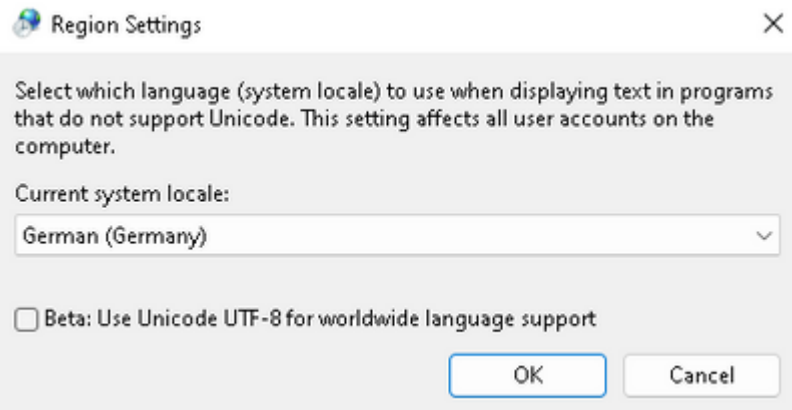 Region Settings
Select which language (system locale) to use when displaying text in programs
that do not support Unicode. This setting affects all user accounts on the
computer.
Current system locale:
German (Germany)
Beta: Use Unicode UTF-8 for worldwide language support
OK
Cancel